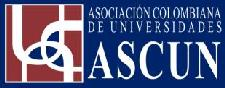 ASOCIACIÓN COLOMBIANA
DE UNIVERSIDADES
ASCUN